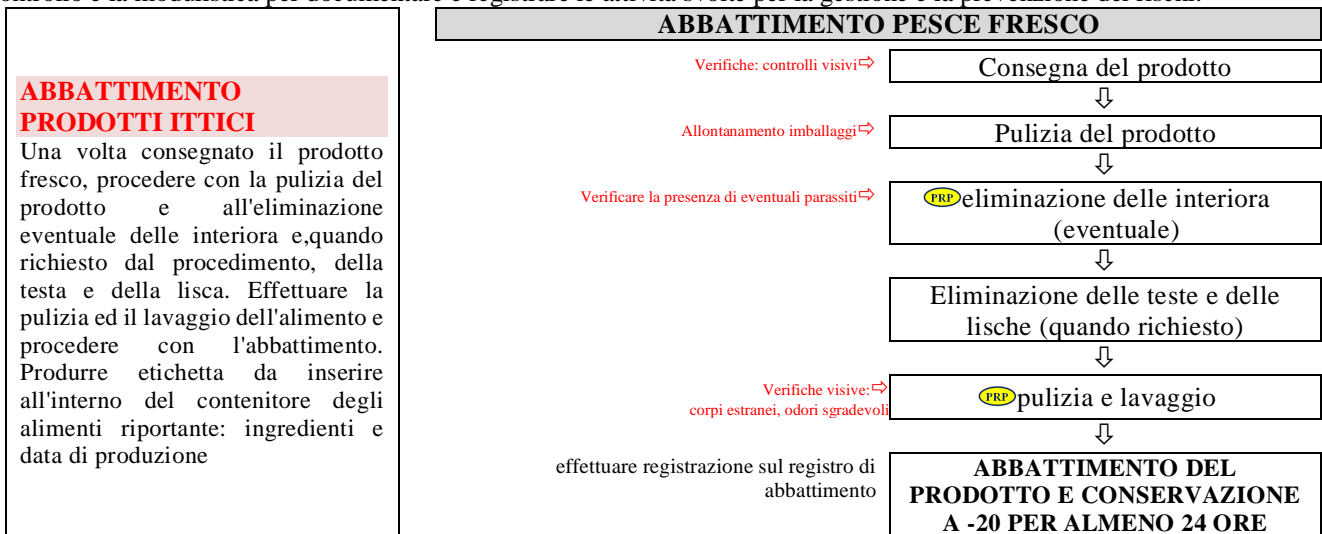 ABBATTIMENTO
PRODOTTI ITTICI
Una volta consegnato il prodotto
fresco, procedere con la pulizia del
prodotto e all'eliminazione
eventuale delle interiora e,quando
richiesto dal procedimento, della
testa e della lisca. Effettuare la
pulizia ed il lavaggio dell'alimento e
procedere con l'abbattimento.
Produrre etichetta da inserire
all'interno del contenitore degli
alimenti riportante: ingredienti e
data di produzione
ABBATTIMENTO PESCE FRESCO
Verifiche: controlli visivi⇨
Consegna del prodotto
⇩
Allontanamento imballaggi⇨
Pulizia del prodotto
⇩
Verificare la presenza di eventuali parassiti⇨
PRP eliminazione delle interiora
(eventuale)
⇩
Eliminazione delle teste e delle
lische (quando richiesto)
⇩
Verifiche visive:⇨
corpi estranei, odori sgradevoli
PRP pulizia e lavaggio
⇩
effettuare registrazione sul registro di
abbattimento
ABBATTIMENTO DEL
PRODOTTO E CONSERVAZIONE
A -20 PER ALMENO 24 ORE